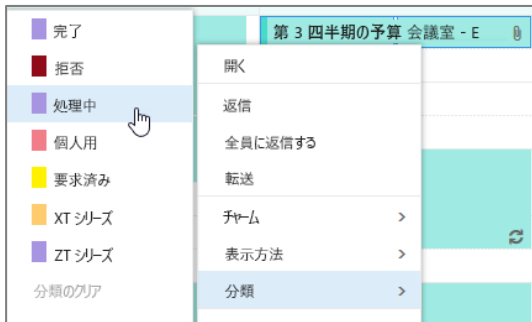 完了
拒否
処理中
個人用
要求済み
XT シリーズ
ZT シリーズ
分類のクリア
第 3 四半期の予算 会議室 - E
開く
返信
全員に返信する
転送
チャーム
表示方法
分類